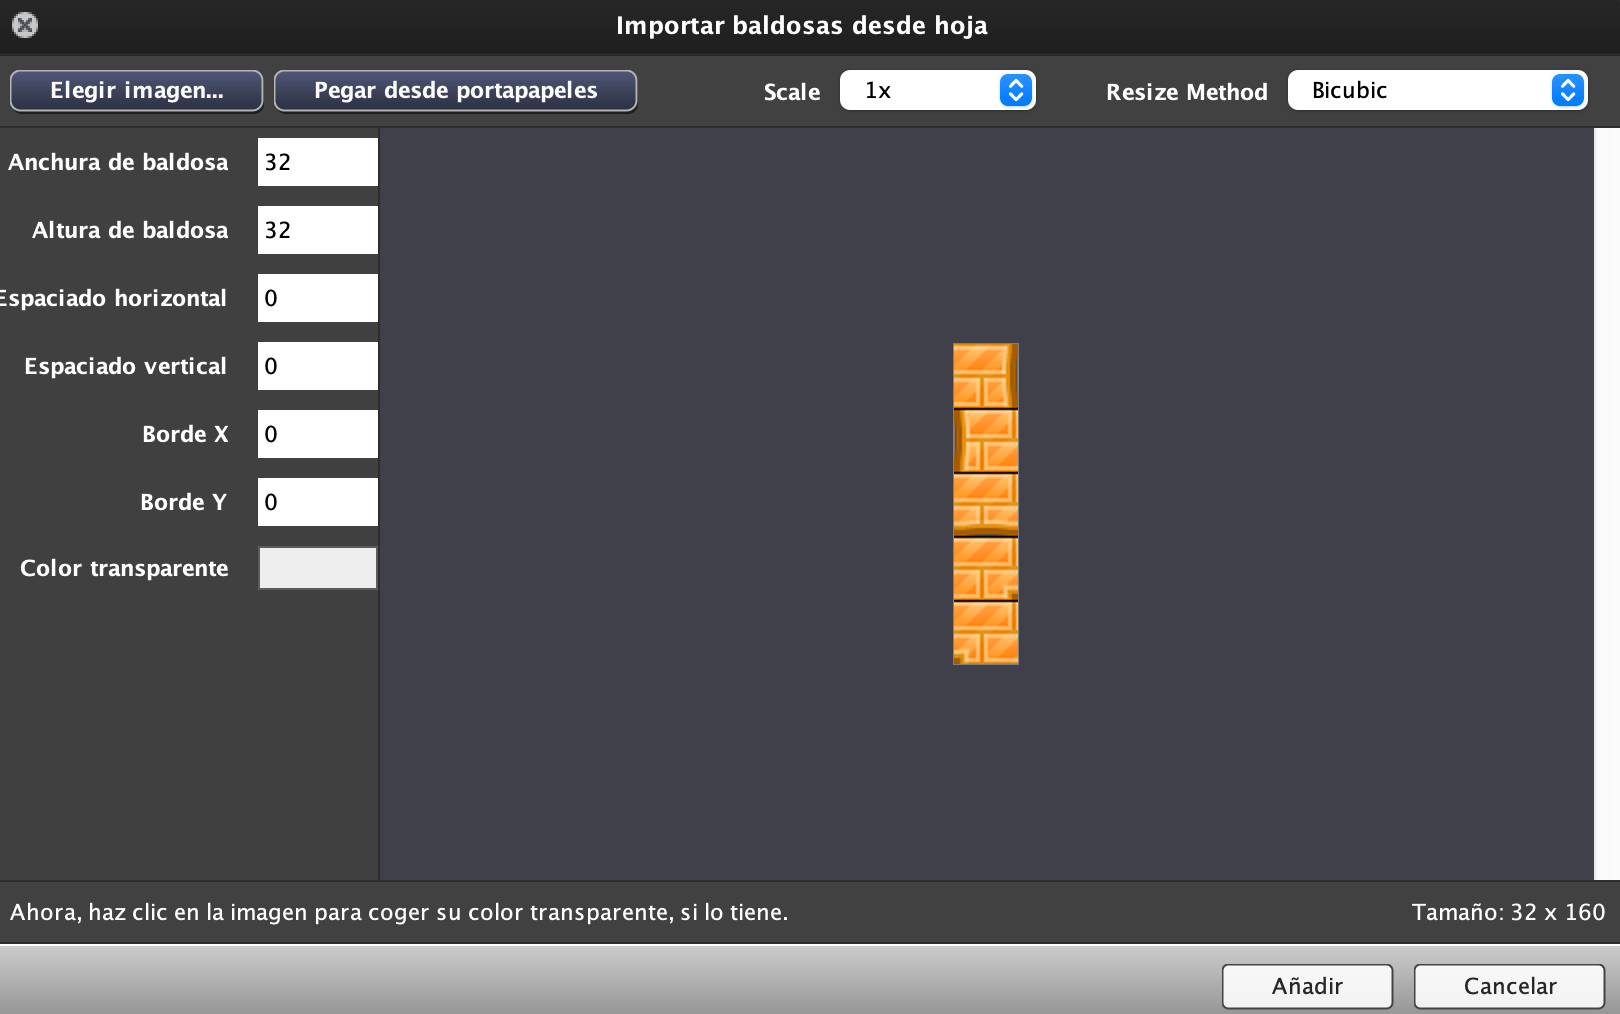 Importar baldosas desde hoja
Elegir imagen... Pegar desde portapapeles Scale 1x Resize Method Bicubic
Anchura de baldosa 32
Altura de baldosa 32
Espaciado horizontal 0
Espaciado vertical 0
Borde X 0
Borde Y 0
Color transparente
Ahora, haz clic en la imagen para coger su color transparente, si lo tiene. Tamaño: 32 x 160
Añadir Cancelar